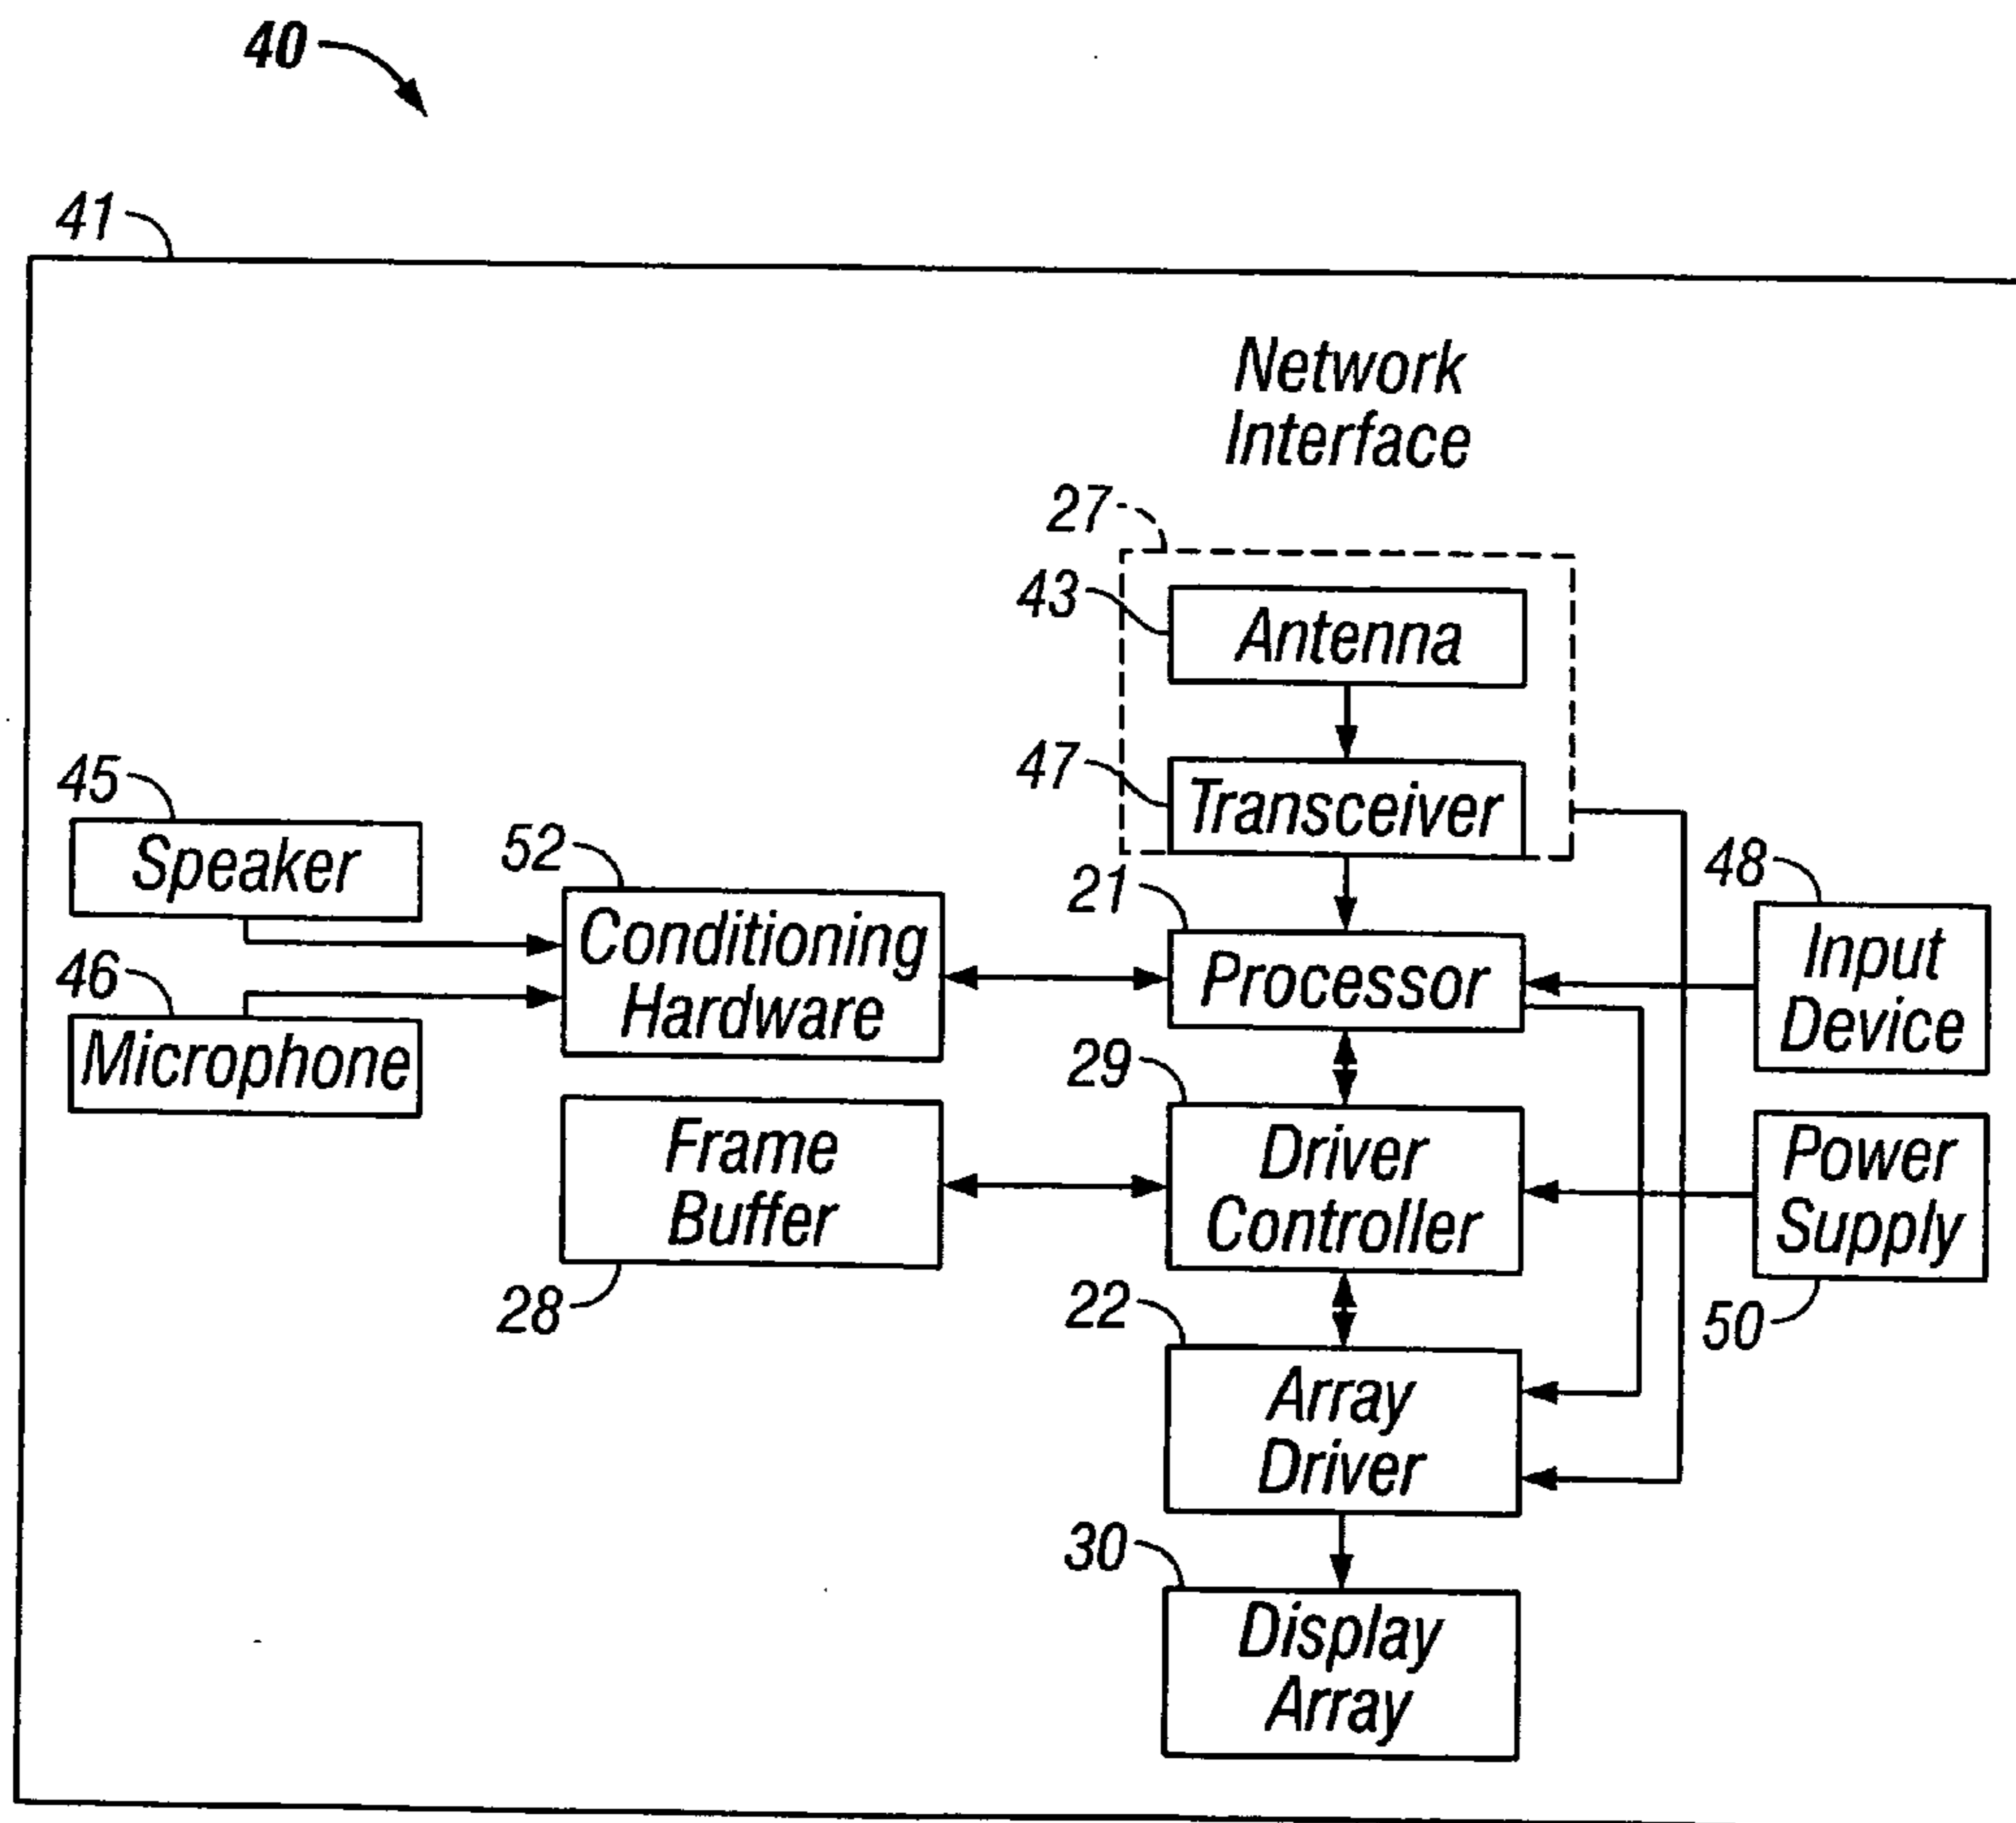 40
41
Network
Interface
27
43
Antenna
47
Transceiver
45
Speaker
52
Conditioning
Hardware
21
Processor
48
Input
Device
46
Microphone
29
Driver
Controller
Frame
Buffer
28
Power
Supply
50
22
Array
Driver
30
Display
Array